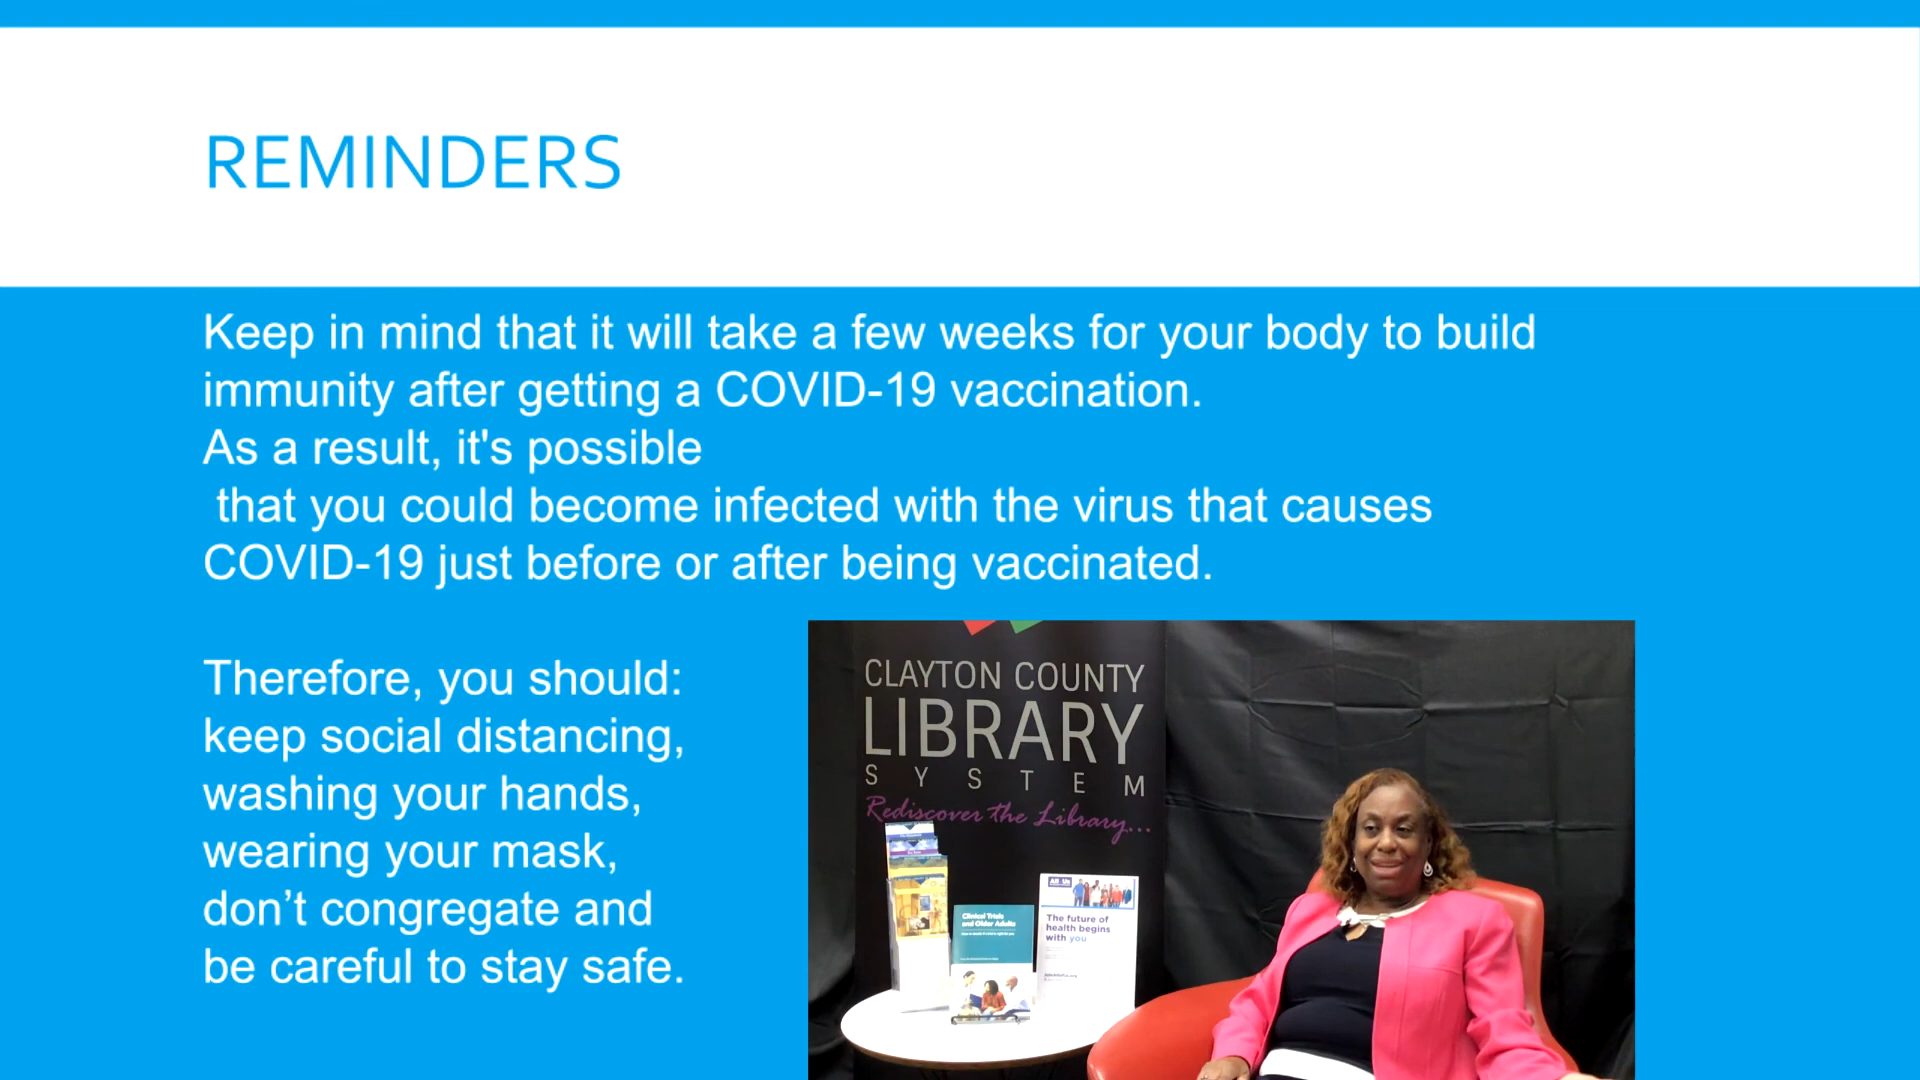 REMINDERS
Keep in mind that it will take a few weeks for your body to build
immunity after getting a COVID-19 vaccination.
As a result, it's possible
that you could become infected with the virus that causes
COVID-19 just before or after being vaccinated.
Therefore, you should:
keep social distancing,
washing your hands,
wearing your mask,
don’t congregate and
be careful to stay safe.
CLAYTON COUNTY
LIBRARY
SYSTEM
Rediscover the Library...
Clinical Trials
and Older Adults
All of Us
The future of
health begins
with you